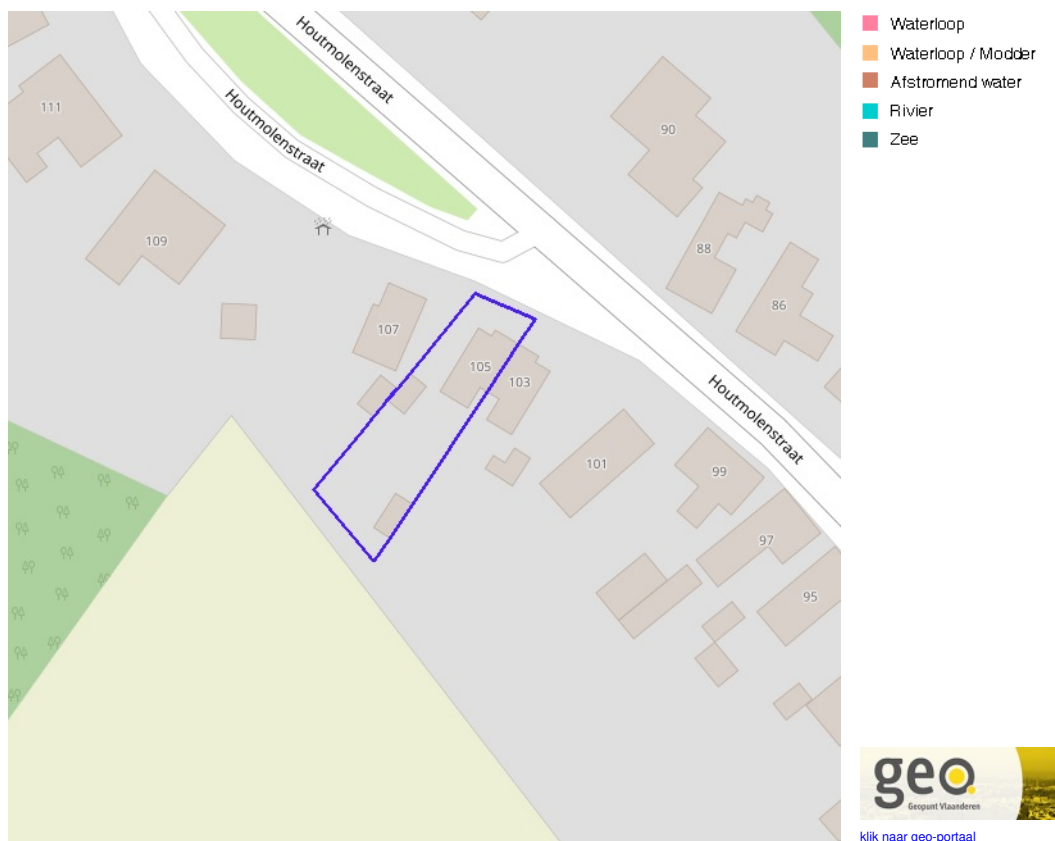 Houtmolenstraat
Houtmolenstraat
Houtmolenstraat
111
109
107
105
103
101
99
97
95
90
88
86
Waterloop
Waterloop / Modder
Afstromend water
Rivier
Zee
geo
Geopunt Vlaanderen
klik naar geo-portaal